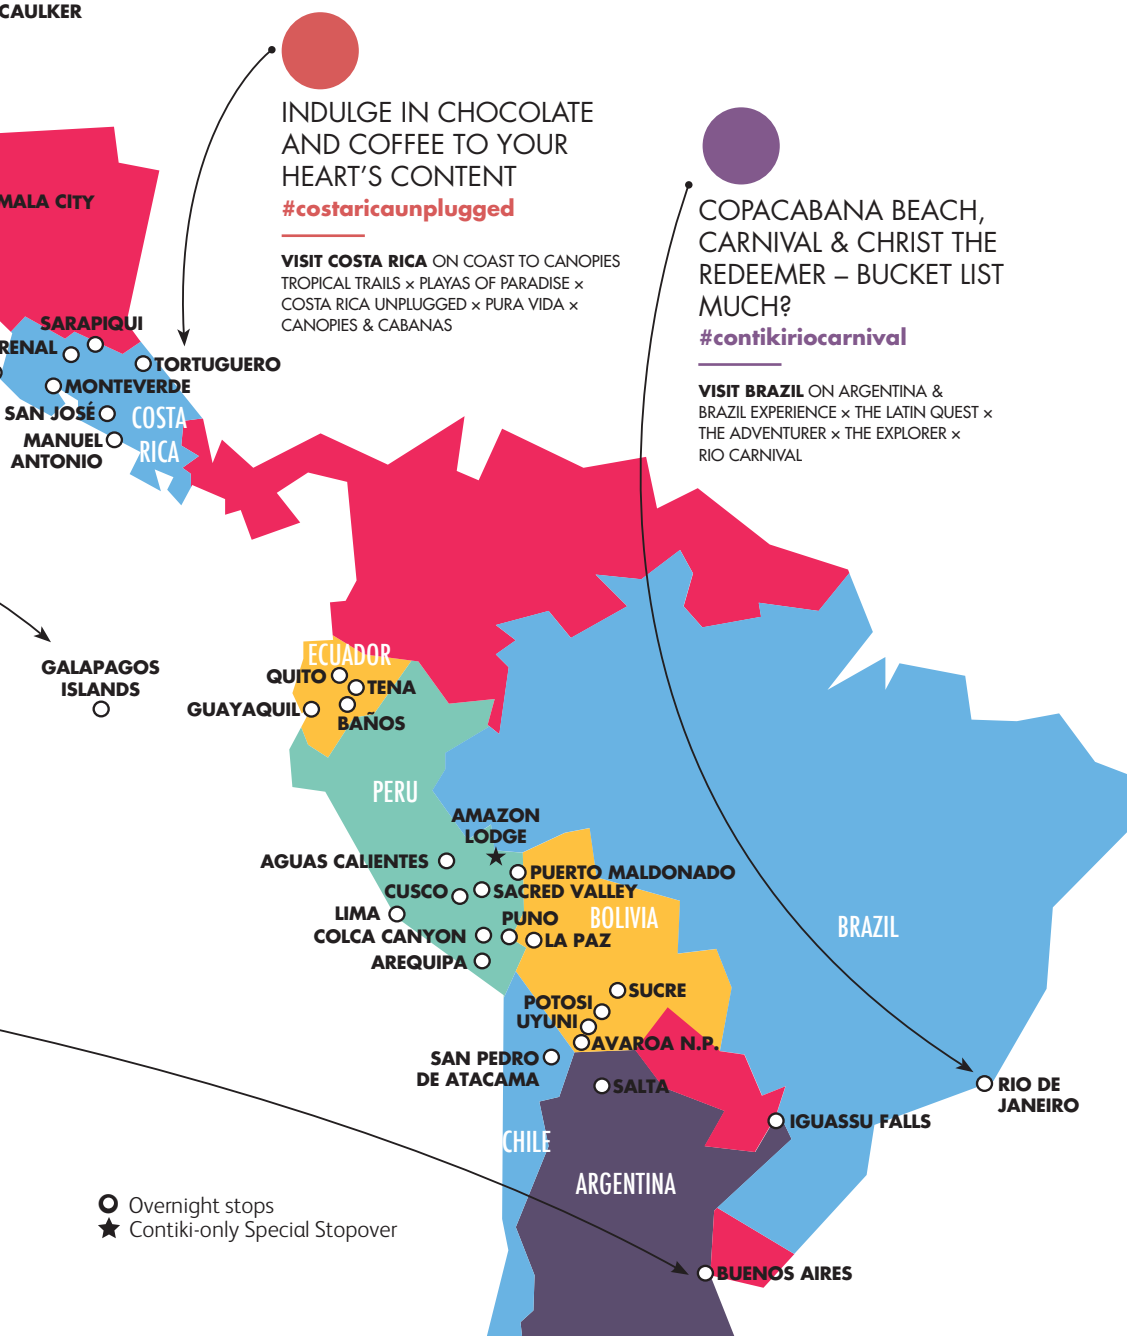 CAULKER
INDULGE IN CHOCOLATE
AND COFFEE TO YOUR
HEART'S CONTENT
#costaricaunplugged
VISIT COSTA RICA ON COAST TO CANOPIES
TROPICAL TRAILS × PLAYAS OF PARADISE ×
COSTA RICA UNPLUGGED × PURA VIDA ×
CANOPIES & CABANAS
COPACABANA BEACH,
CARNIVAL & CHRIST THE
REDEEMER – BUCKET LIST
MUCH?
#contikiriocarnival
VISIT BRAZIL ON ARGENTINA &
BRAZIL EXPERIENCE × THE LATIN QUEST ×
THE ADVENTURER × THE EXPLORER ×
RIO CARNIVAL
MALA CITY
SARAPIQUI
RENAL
TORTUGUERO
MONTEVERDE
SAN JOSÉ
COSTA
RICA
MANUEL
ANTONIO
GALAPAGOS
ISLANDS
ECUADOR
QUITO
TENA
GUAYAQUIL
BAÑOS
PERU
AMAZON
LODGE
AGUAS CALIENTES
PUERTO MALDONADO
CUSCO
SACRED VALLEY
LIMA
PUNO
BOLIVIA
BRAZIL
COLCA CANYON
LA PAZ
AREQUIPA
SUCRE
POTOSI
UYUNI
AVAROA N.P.
SAN PEDRO
DE ATACAMA
SALTA
RIO DE
JANEIRO
IGUASSU FALLS
CHILE
ARGENTINA
BUENOS AIRES
Overnight stops
Contiki-only Special Stopover